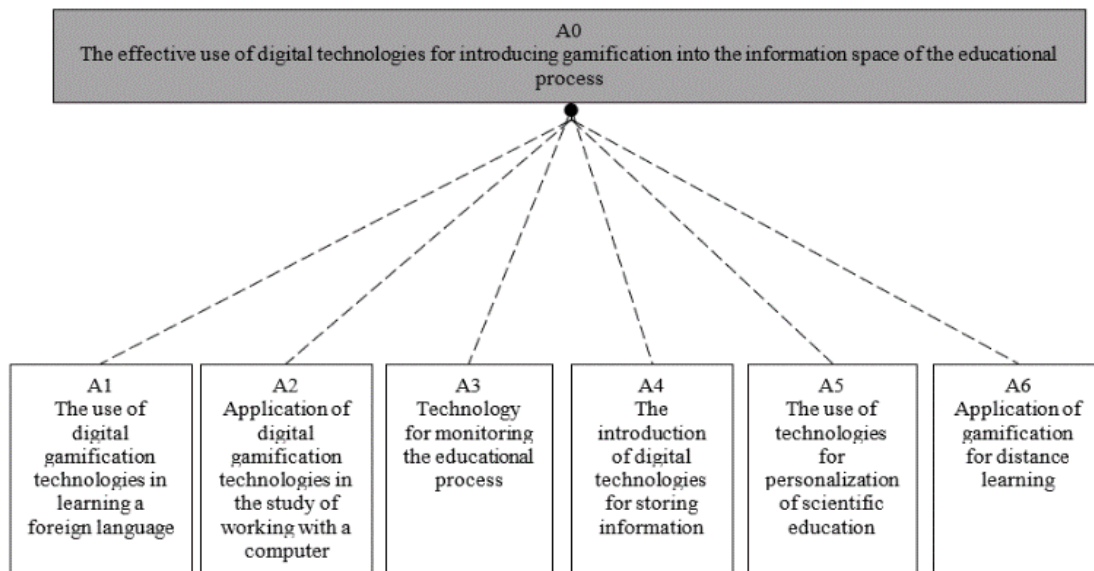 A0
The effective use of digital technologies for introducing gamification into the information space of the educational
process
A1
The use of
digital
gamification
technologies in
learning a
foreign language
A2
Application of
digital
gamification
technologies in
the study of
working with a
computer
A3
Technology
for monitoring
the educational
process
A4
The
introduction
of digital
technologies
for storing
information
A5
The use of
technologies
for
personalization
of scientific
education
A6
Application of
gamification
for distance
learning